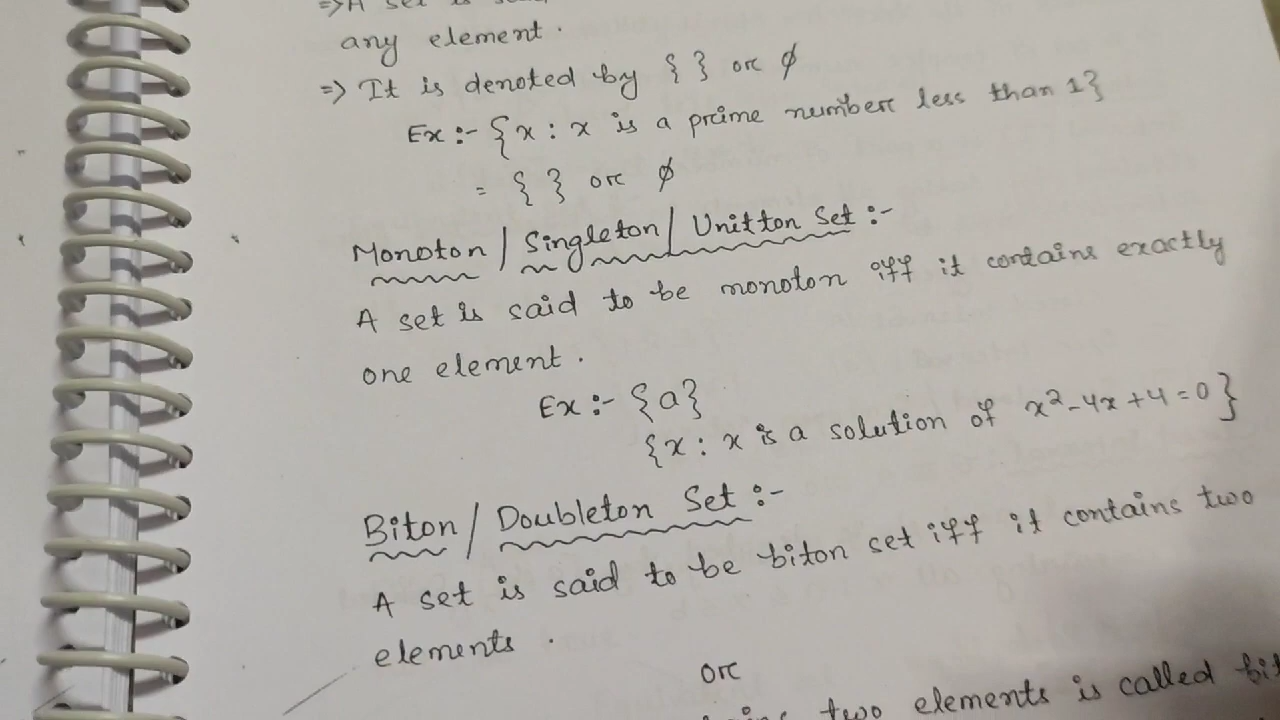 => A set is
any element.
=> It is denoted by { } or ϕ
Ex :- {x : x is a prime number less than 1}
= { } or ϕ
Monoton / Singleton / Unitton Set :-
A set is said to be monoton iff it contains exactly
one element.
Ex :- {a}
{x : x is a solution of x²-4x+4=0}
Biton / Doubleton Set :-
A set is said to be biton set iff it contains two
elements.
or
two elements is called